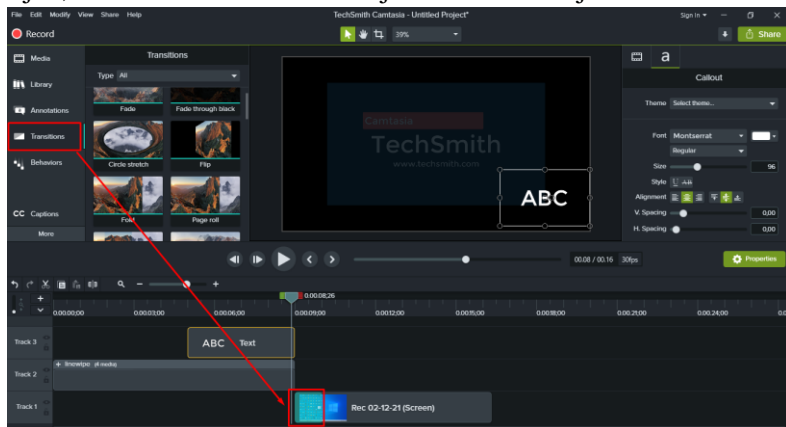 File Edit Modify View Share Help
TechSmith Camtasia - Untitled Project*
Sign In
Record
39%
Share
Media
Library
Annotations
Transitions
Behaviors
CC Captions
More
Transitions
Type All
Fade
Fade through black
Circle stretch
Flip
Fold
Page roll
Camtasia
TechSmith
www.techsmith.com
ABC
a
Callout
Theme Select theme...
Font Montserrat
Regular
Size 96
Style
Alignment
V. Spacing 0,00
H. Spacing 0,00
00:08 / 00:16 30fps
Properties
0:00:08;26
0:00:00;00 0:00:03;00 0:00:06;00 0:00:09;00 0:00:12;00 0:00:15;00 0:00:18;00 0:00:21;00 0:00:24;00
Track 3
ABC Text
Track 2
+ linewipe (4 media)
Track 1
Rec 02-12-21 (Screen)